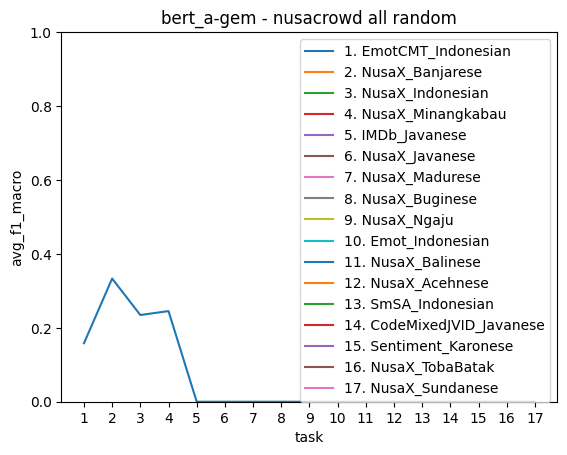 bert_a-gem - nusacrowd all random
avg_f1_macro
1.0
0.8
0.6
0.4
0.2
0.0
1. EmotCMT_Indonesian
2. NusaX_Banjarese
3. NusaX_Indonesian
4. NusaX_Minangkabau
5. IMDb_Javanese
6. NusaX_Javanese
7. NusaX_Madurese
8. NusaX_Buginese
9. NusaX_Ngaju
10. Emot_Indonesian
11. NusaX_Balinese
12. NusaX_Acehnese
13. SmSA_Indonesian
14. CodeMixedJVID_Javanese
15. Sentiment_Karonese
16. NusaX_TobaBatak
17. NusaX_Sundanese
1 2 3 4 5 6 7 8 9 10 11 12 13 14 15 16 17
task